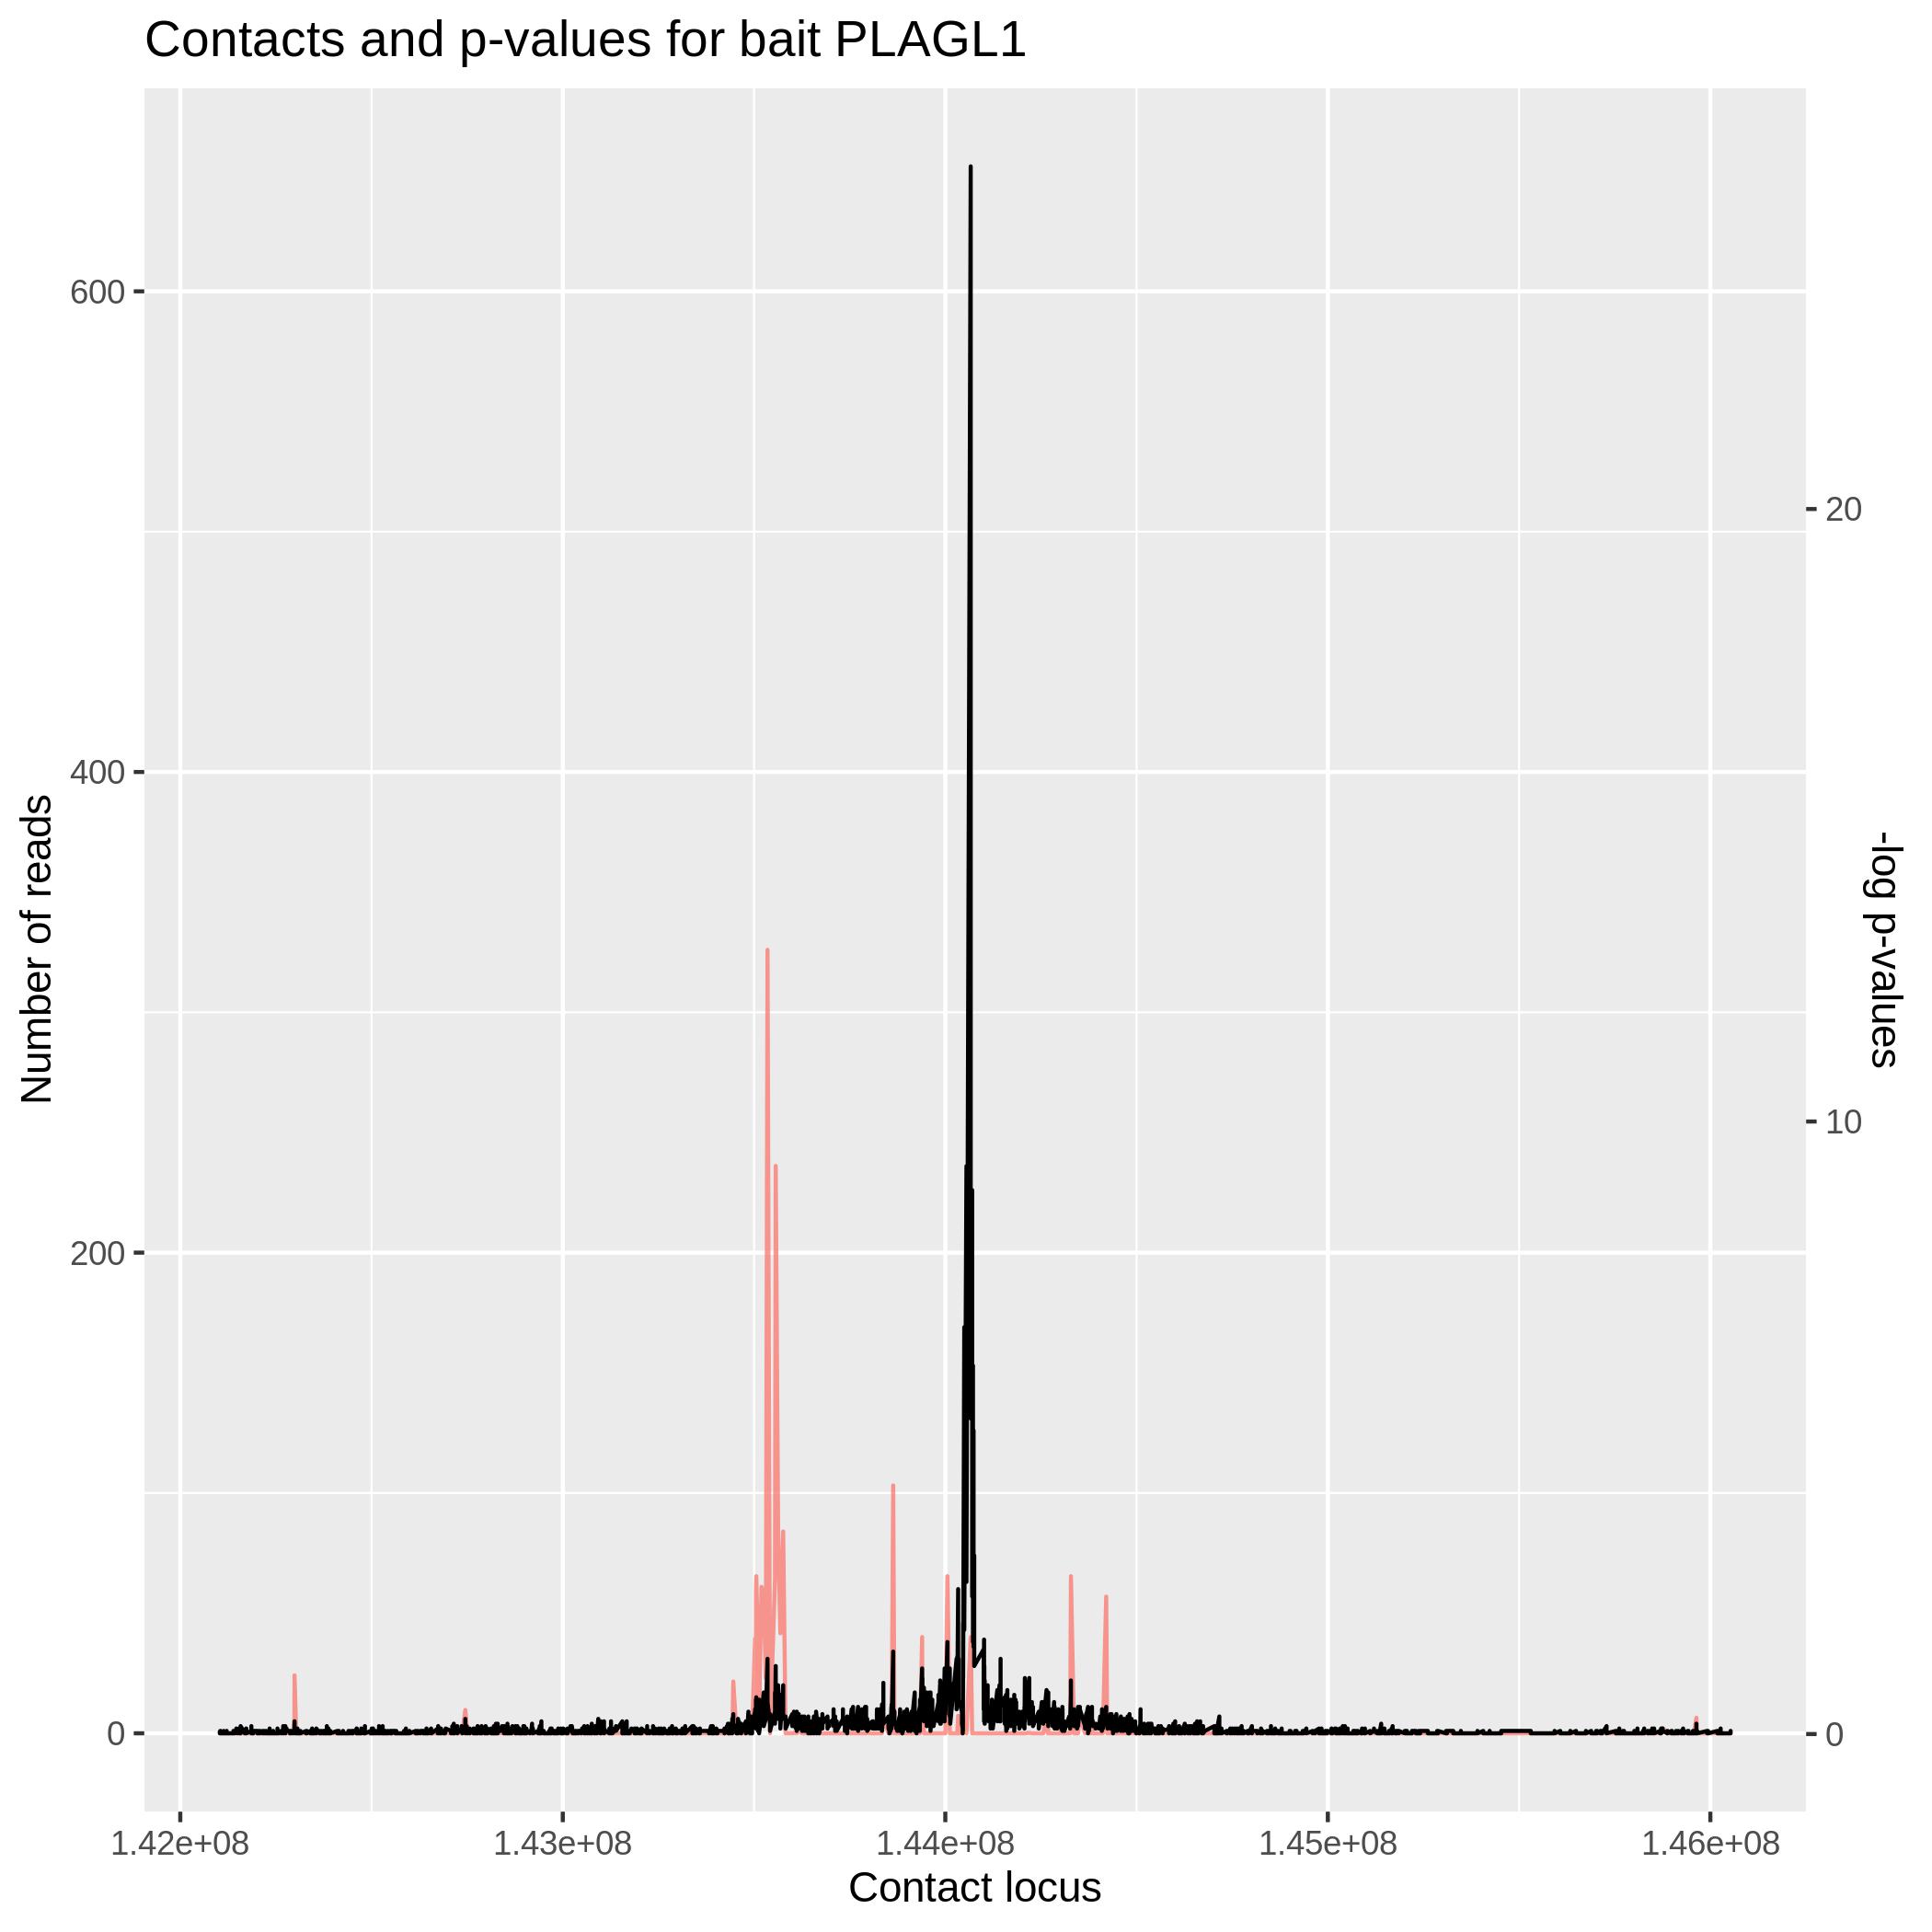 Contacts and p-values for bait PLAGL1
600
400
200
0
20
10
0
Number of reads
-log p-values
1.42e+08
1.43e+08
1.44e+08
1.45e+08
1.46e+08
Contact locus